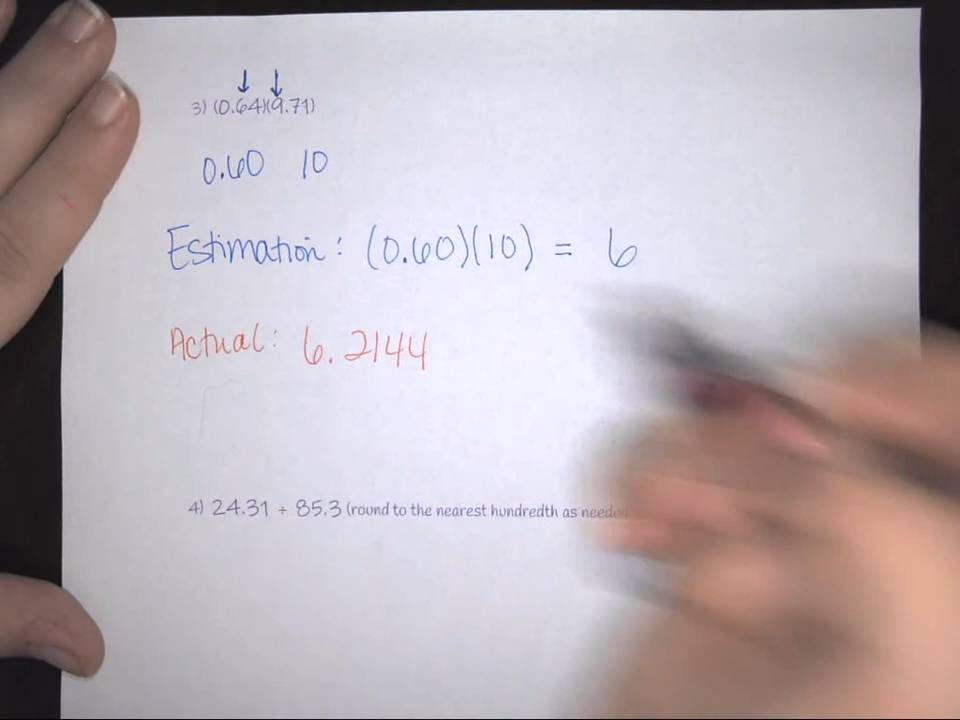 ↓ ↓
3) (0.64)(9.71)
0.60 10
Estimation: (0.60)(10) = 6
Actual: 6.2144
4) 24.31 ÷ 85.3 (round to the nearest hundredth as